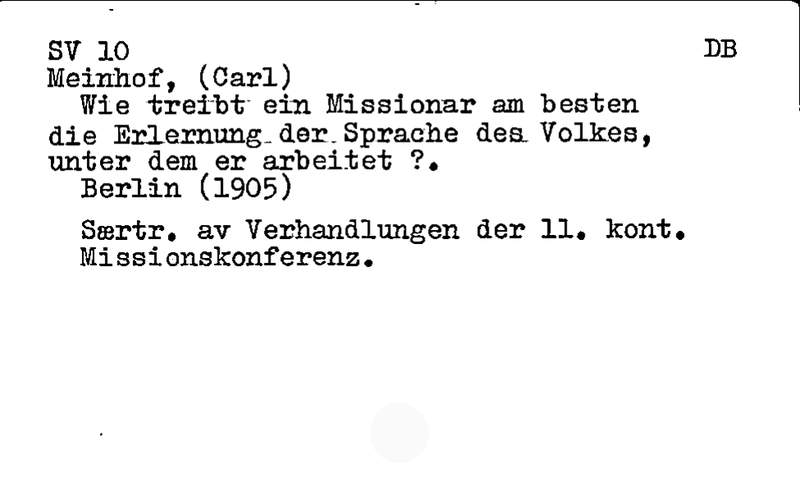 SV 10 DB
Meinhof, (Carl)
Wie treibt ein Missionar am besten
die Erlernung der Sprache des Volkes,
unter dem er arbeitet ?.
Berlin (1905)
Særtr. av Verhandlungen der 11. kont.
Missionskonferenz.